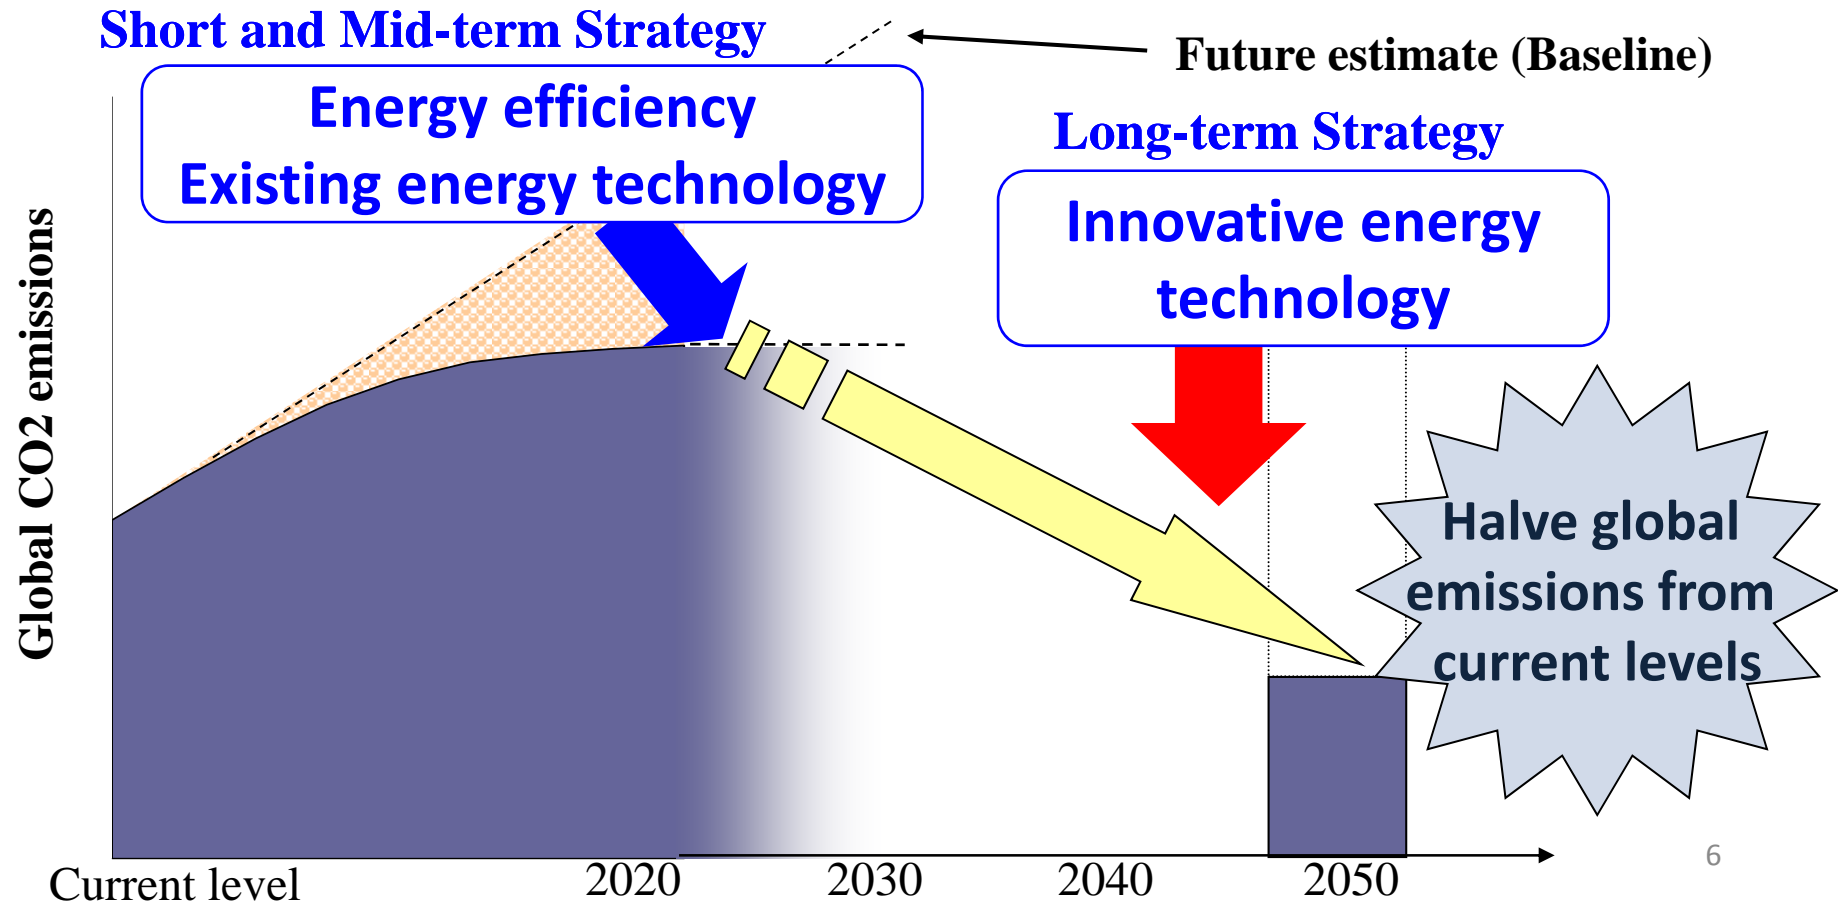 Short and Mid-term Strategy
Future estimate (Baseline)
Energy efficiency
Existing energy technology
Long-term Strategy
Innovative energy
technology
Global CO2 emissions
Halve global
emissions from
current levels
Current level
2020
2030
2040
2050
6